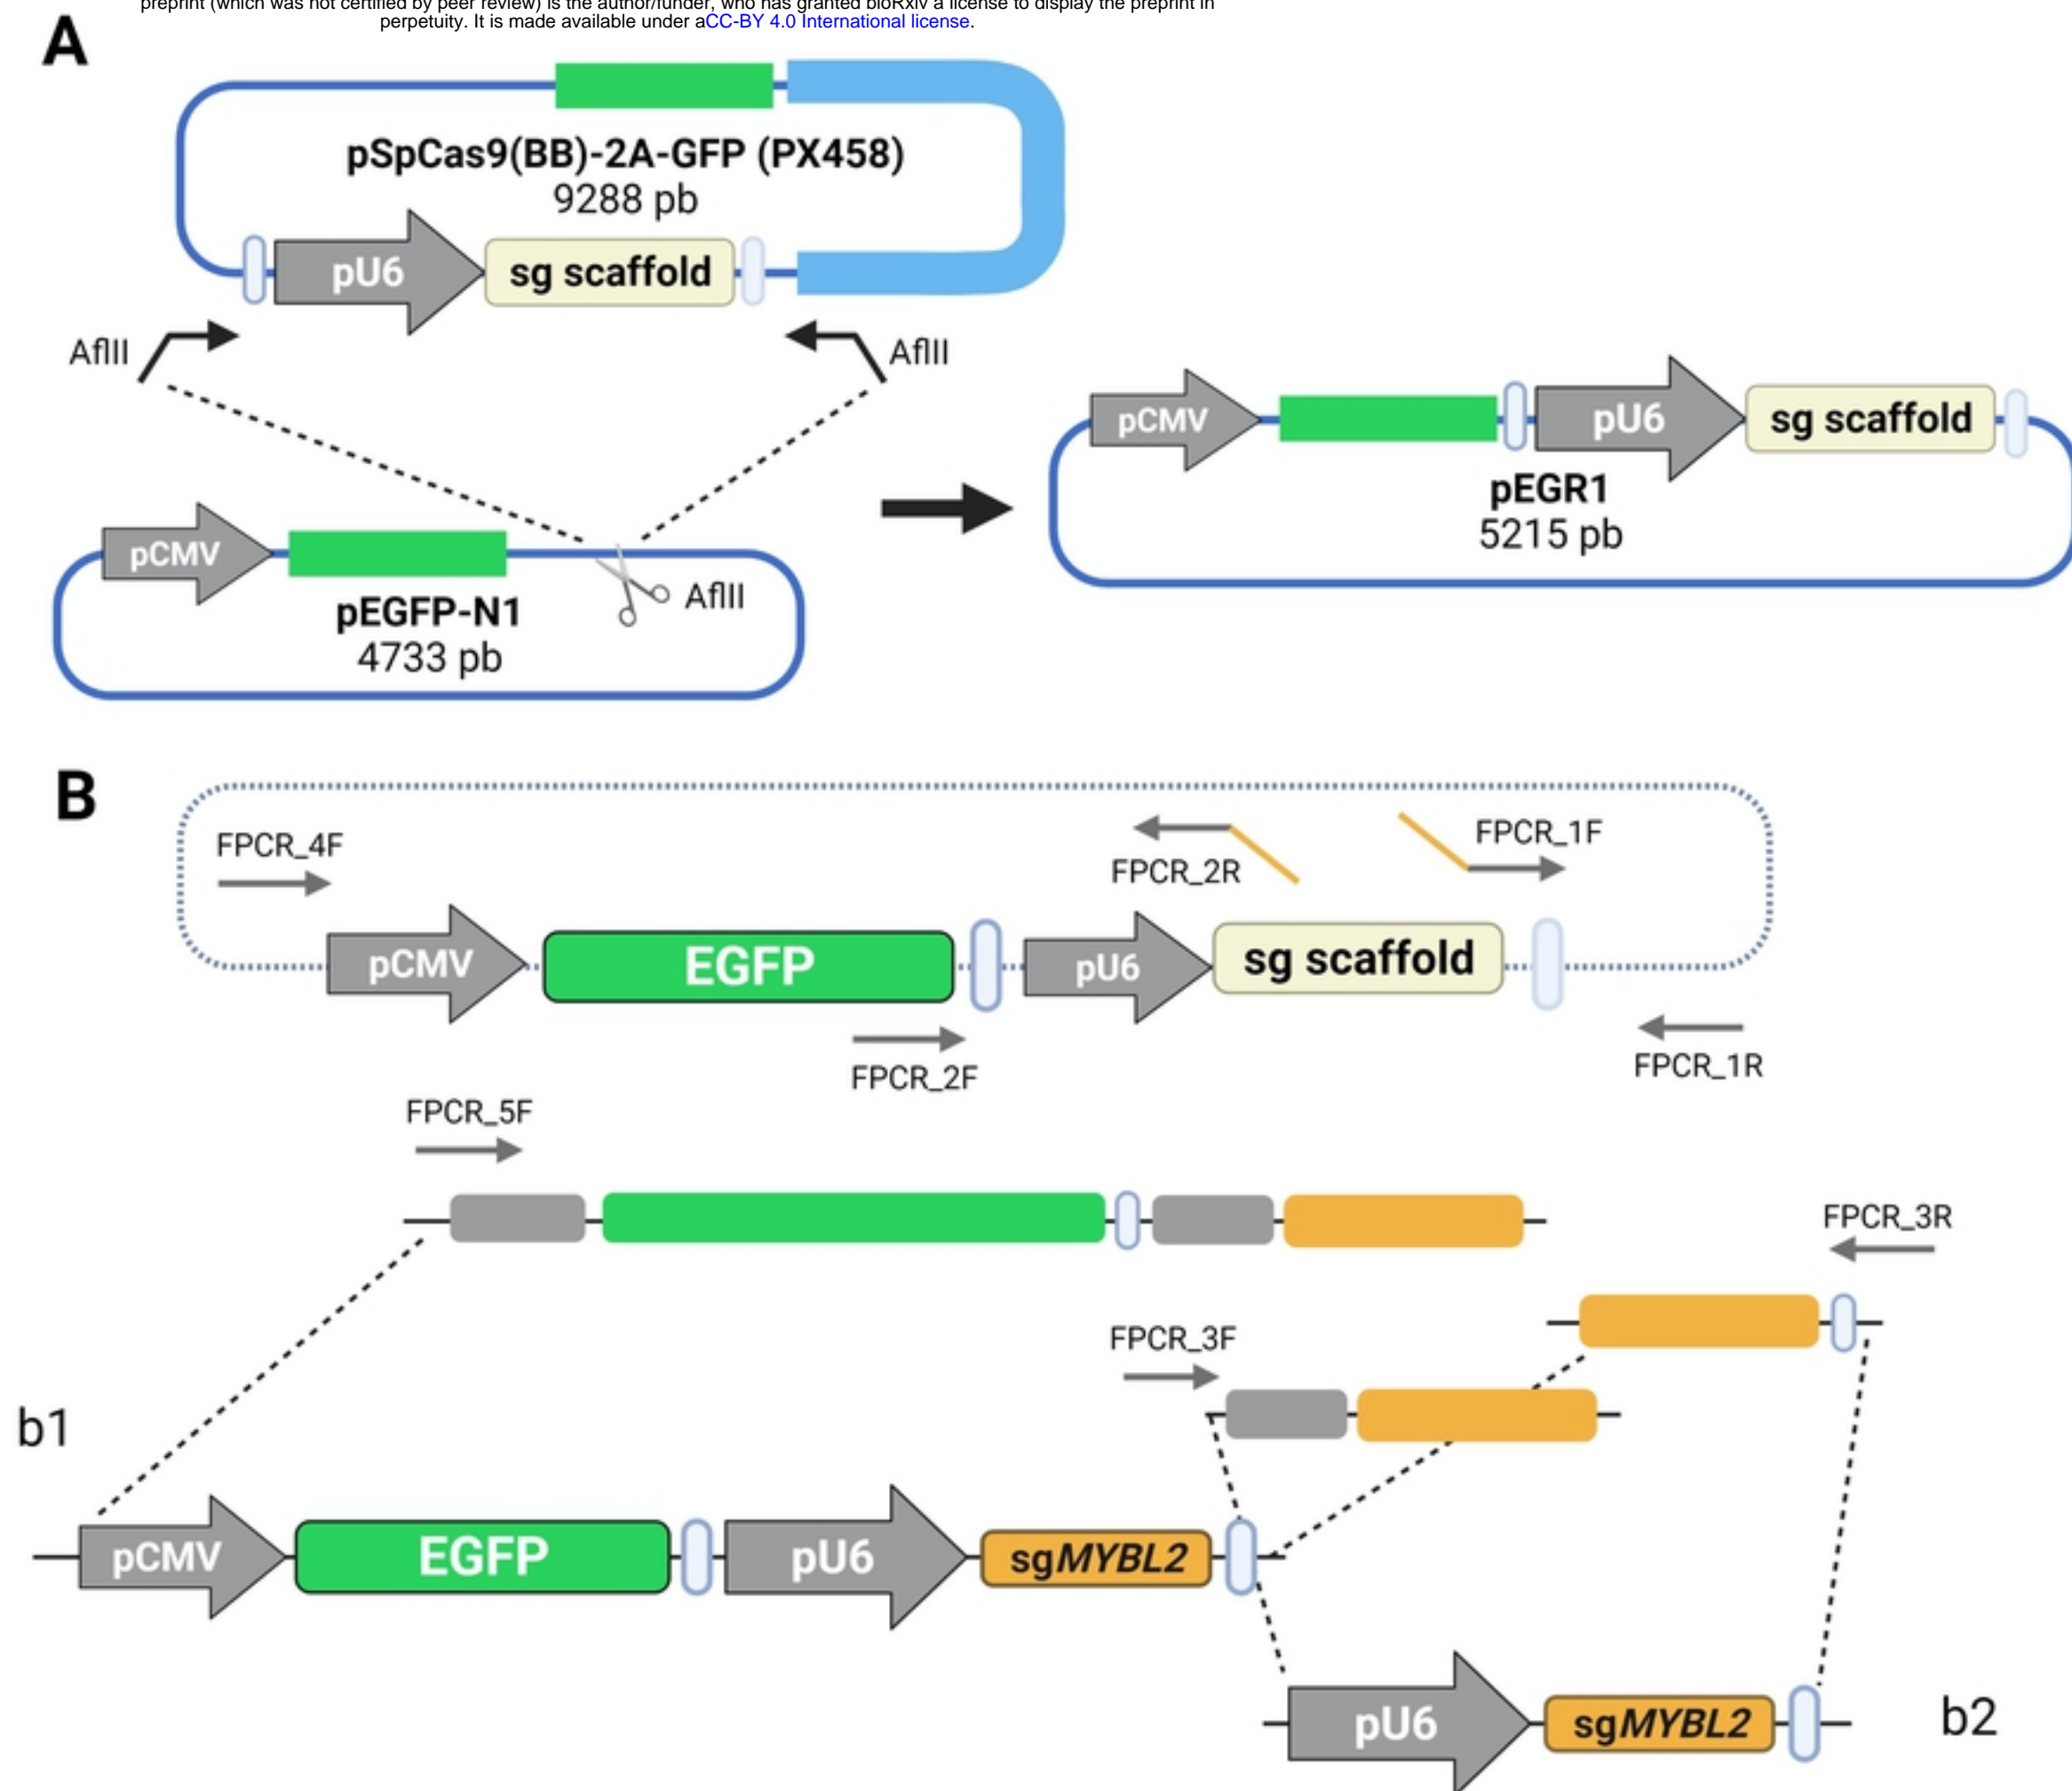 preprint (which was not certified by peer review) is the author/funder, who has granted bioRxiv a license to display the preprint in
perpetuity. It is made available under aCC-BY 4.0 International license.
A
pSpCas9(BB)-2A-GFP (PX458)
9288 pb
pU6
sg scaffold
AflII
AflII
pCMV
pU6
sg scaffold
pEGR1
5215 pb
pCMV
AflII
pEGFP-N1
4733 pb
B
FPCR_4F
FPCR_2R
FPCR_1F
pCMV
EGFP
pU6
sg scaffold
FPCR_2F
FPCR_1R
FPCR_5F
FPCR_3R
FPCR_3F
b1
pCMV
EGFP
pU6
sgMYBL2
pU6
sgMYBL2
b2